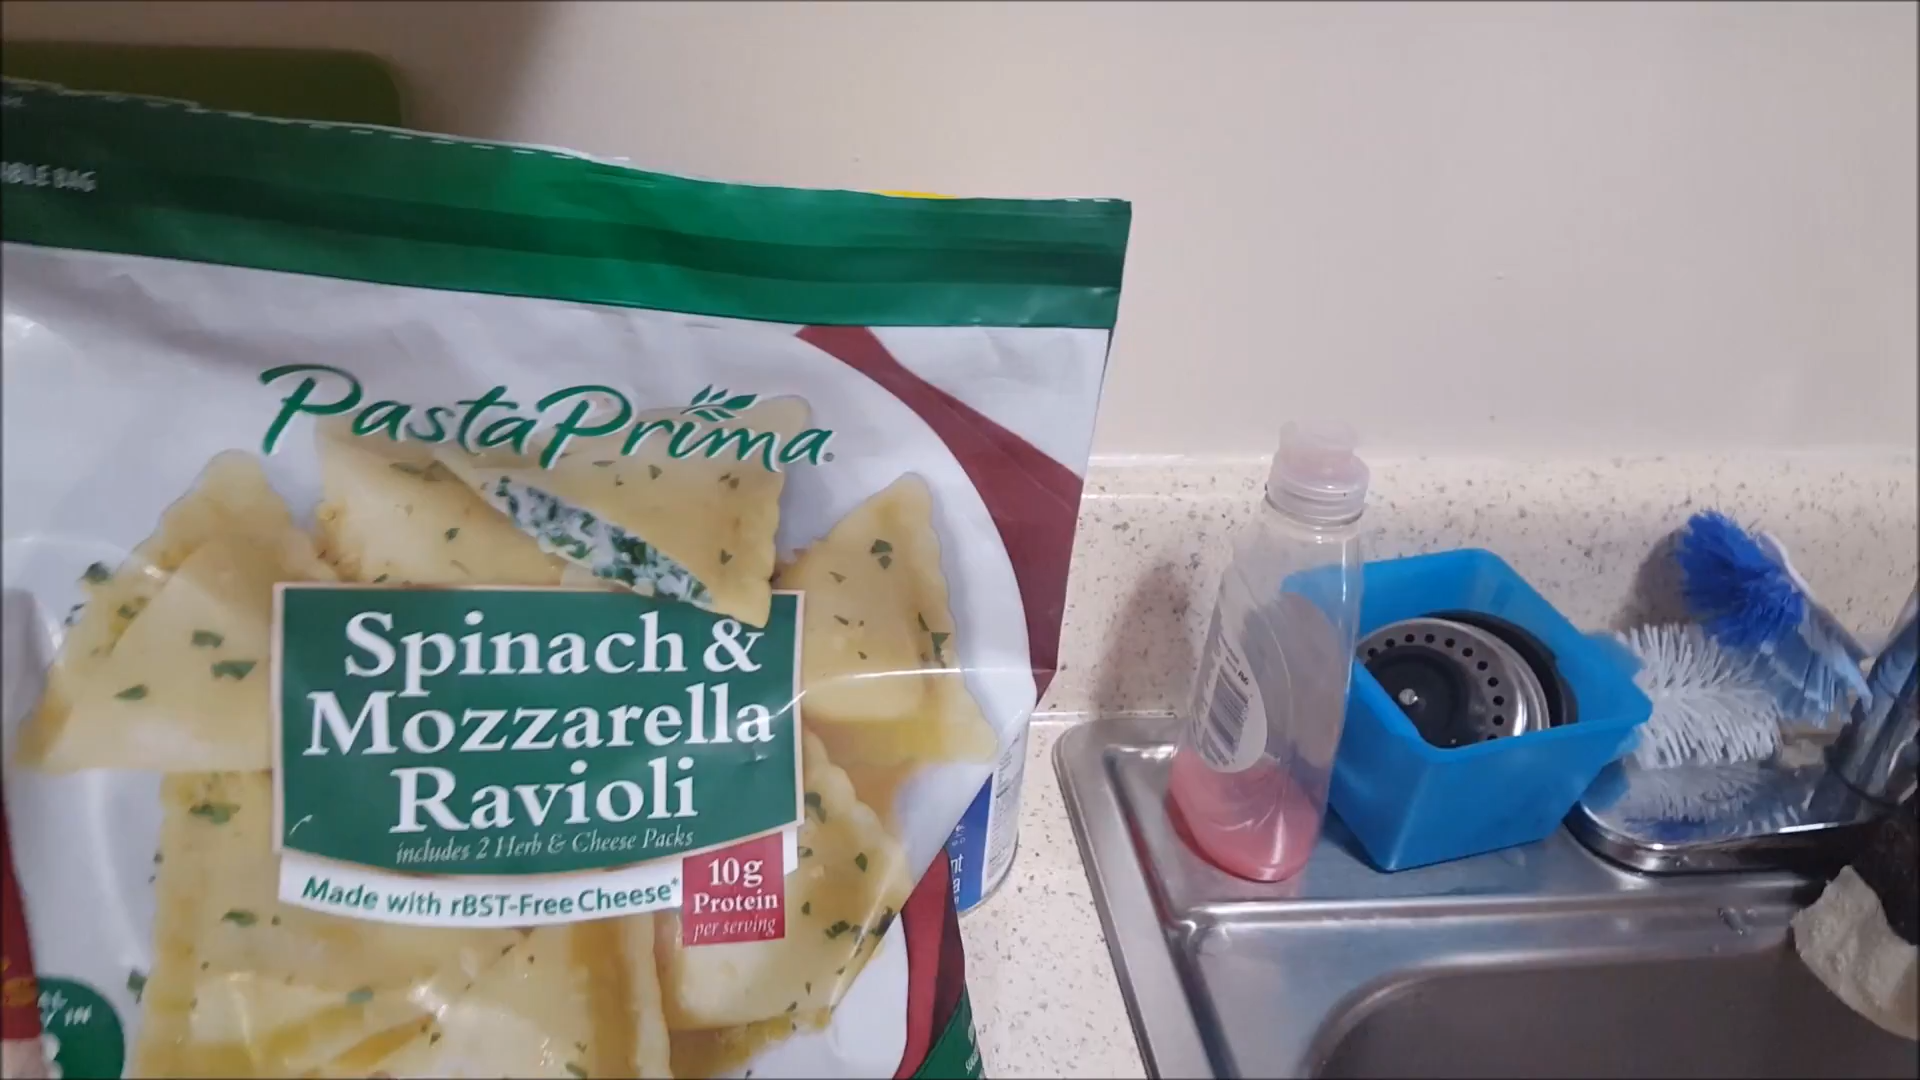 BLE BAG
PastaPrima
Spinach &
Mozzarella
Ravioli
includes 2 Herb & Cheese Packs
Made with rBST-Free Cheese*
10g
Protein
per serving
IN